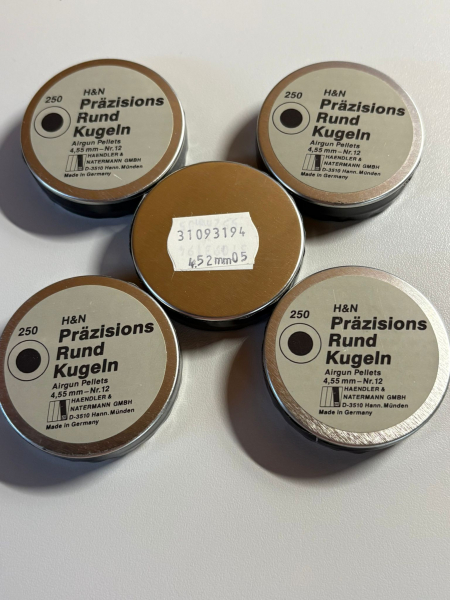 250
H&N
Präzisions
Rund
Kugeln
Airgun Pellets
4,55 mm–Nr. 12
HAENDLER &
NATERMANN GMBH
D-3510 Hann. Münden
Made in Germany
250
H&N
Präzisions
Rund
Kugeln
Airgun Pellets
4,55 mm–Nr. 12
HAENDLER &
NATERMANN GMBH
D-3510 Hann. Münden
Made in Germany
31093194
4,52mm05
250
H&N
Präzisions
Rund
Kugeln
Airgun Pellets
4,55 mm–Nr. 12
HAENDLER &
NATERMANN GMBH
D-3510 Hann. Münden
Made in Germany
250
H&N
Präzisions
Rund
Kugeln
Airgun Pellets
4,55 mm–Nr. 12
HAENDLER &
NATERMANN GMBH
D-3510 Hann. Münden
Made in Germany